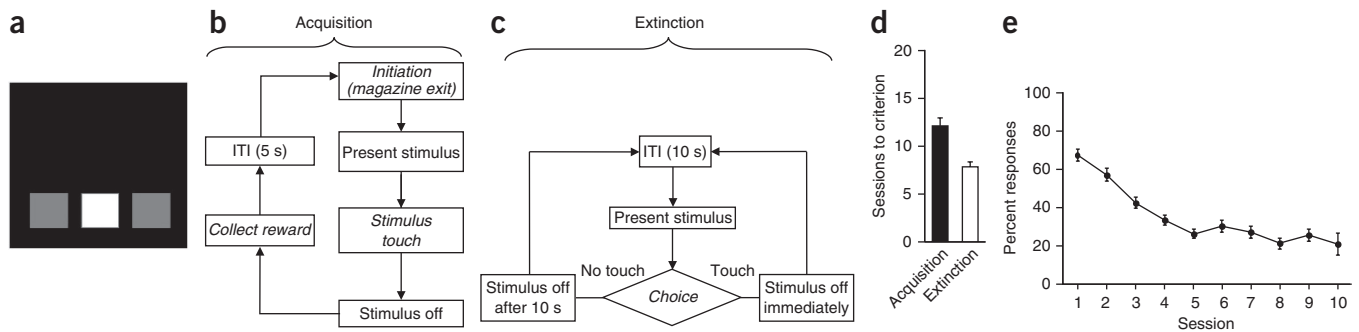 a
b
Acquisition
Initiation
(magazine exit)
Present stimulus
Stimulus
touch
Stimulus off
Collect reward
ITI (5 s)
c
Extinction
ITI (10 s)
Present stimulus
No touch
Touch
Choice
Stimulus off
after 10 s
Stimulus off
immediately
d
Sessions to criterion
20
15
10
5
0
Acquisition
Extinction
e
Percent responses
100
80
60
40
20
0
1 2 3 4 5 6 7 8 9 10
Session